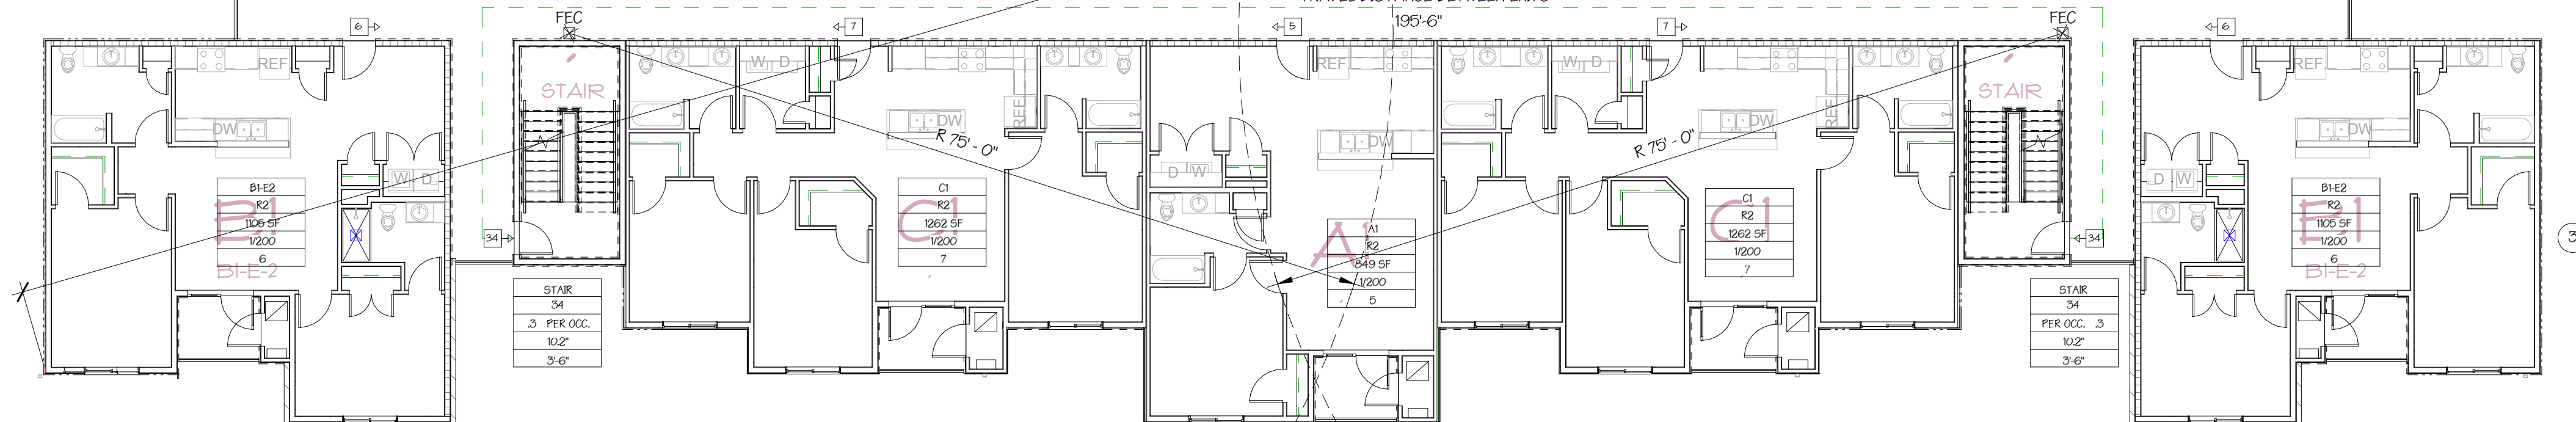 195'-6"
FEC
FEC
6
7
5
7
6
REF
DW
W D
STAIR
W D
DW
REF
REF
DW
D W
W D
DW
REF
STAIR
REF
DW
D W
R 75'-0"
R 75'-0"
34
34
B1
B1-E-2
B1-E2
R2
1105 SF
1/200
6
C1
C1
R2
1262 SF
1/200
7
A1
A1
R2
849 SF
1/200
5
C1
C1
R2
1262 SF
1/200
7
B1
B1-E-2
B1-E2
R2
1105 SF
1/200
6
STAIR
34
.3 PER OCC.
10.2"
3'-6"
STAIR
34
PER OCC. .3
10.2"
3'-6"